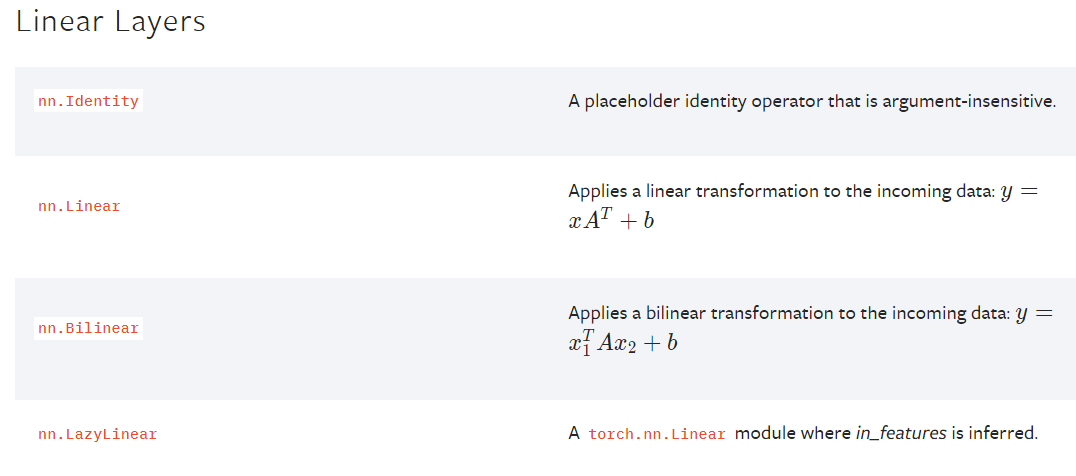 Linear Layers
nn.Identity A placeholder identity operator that is argument-insensitive.
nn.Linear Applies a linear transformation to the incoming data: y =
xA^T + b
nn.Bilinear Applies a bilinear transformation to the incoming data: y =
x_1^T Ax_2 + b
nn.LazyLinear A torch.nn.Linear module where in_features is inferred.